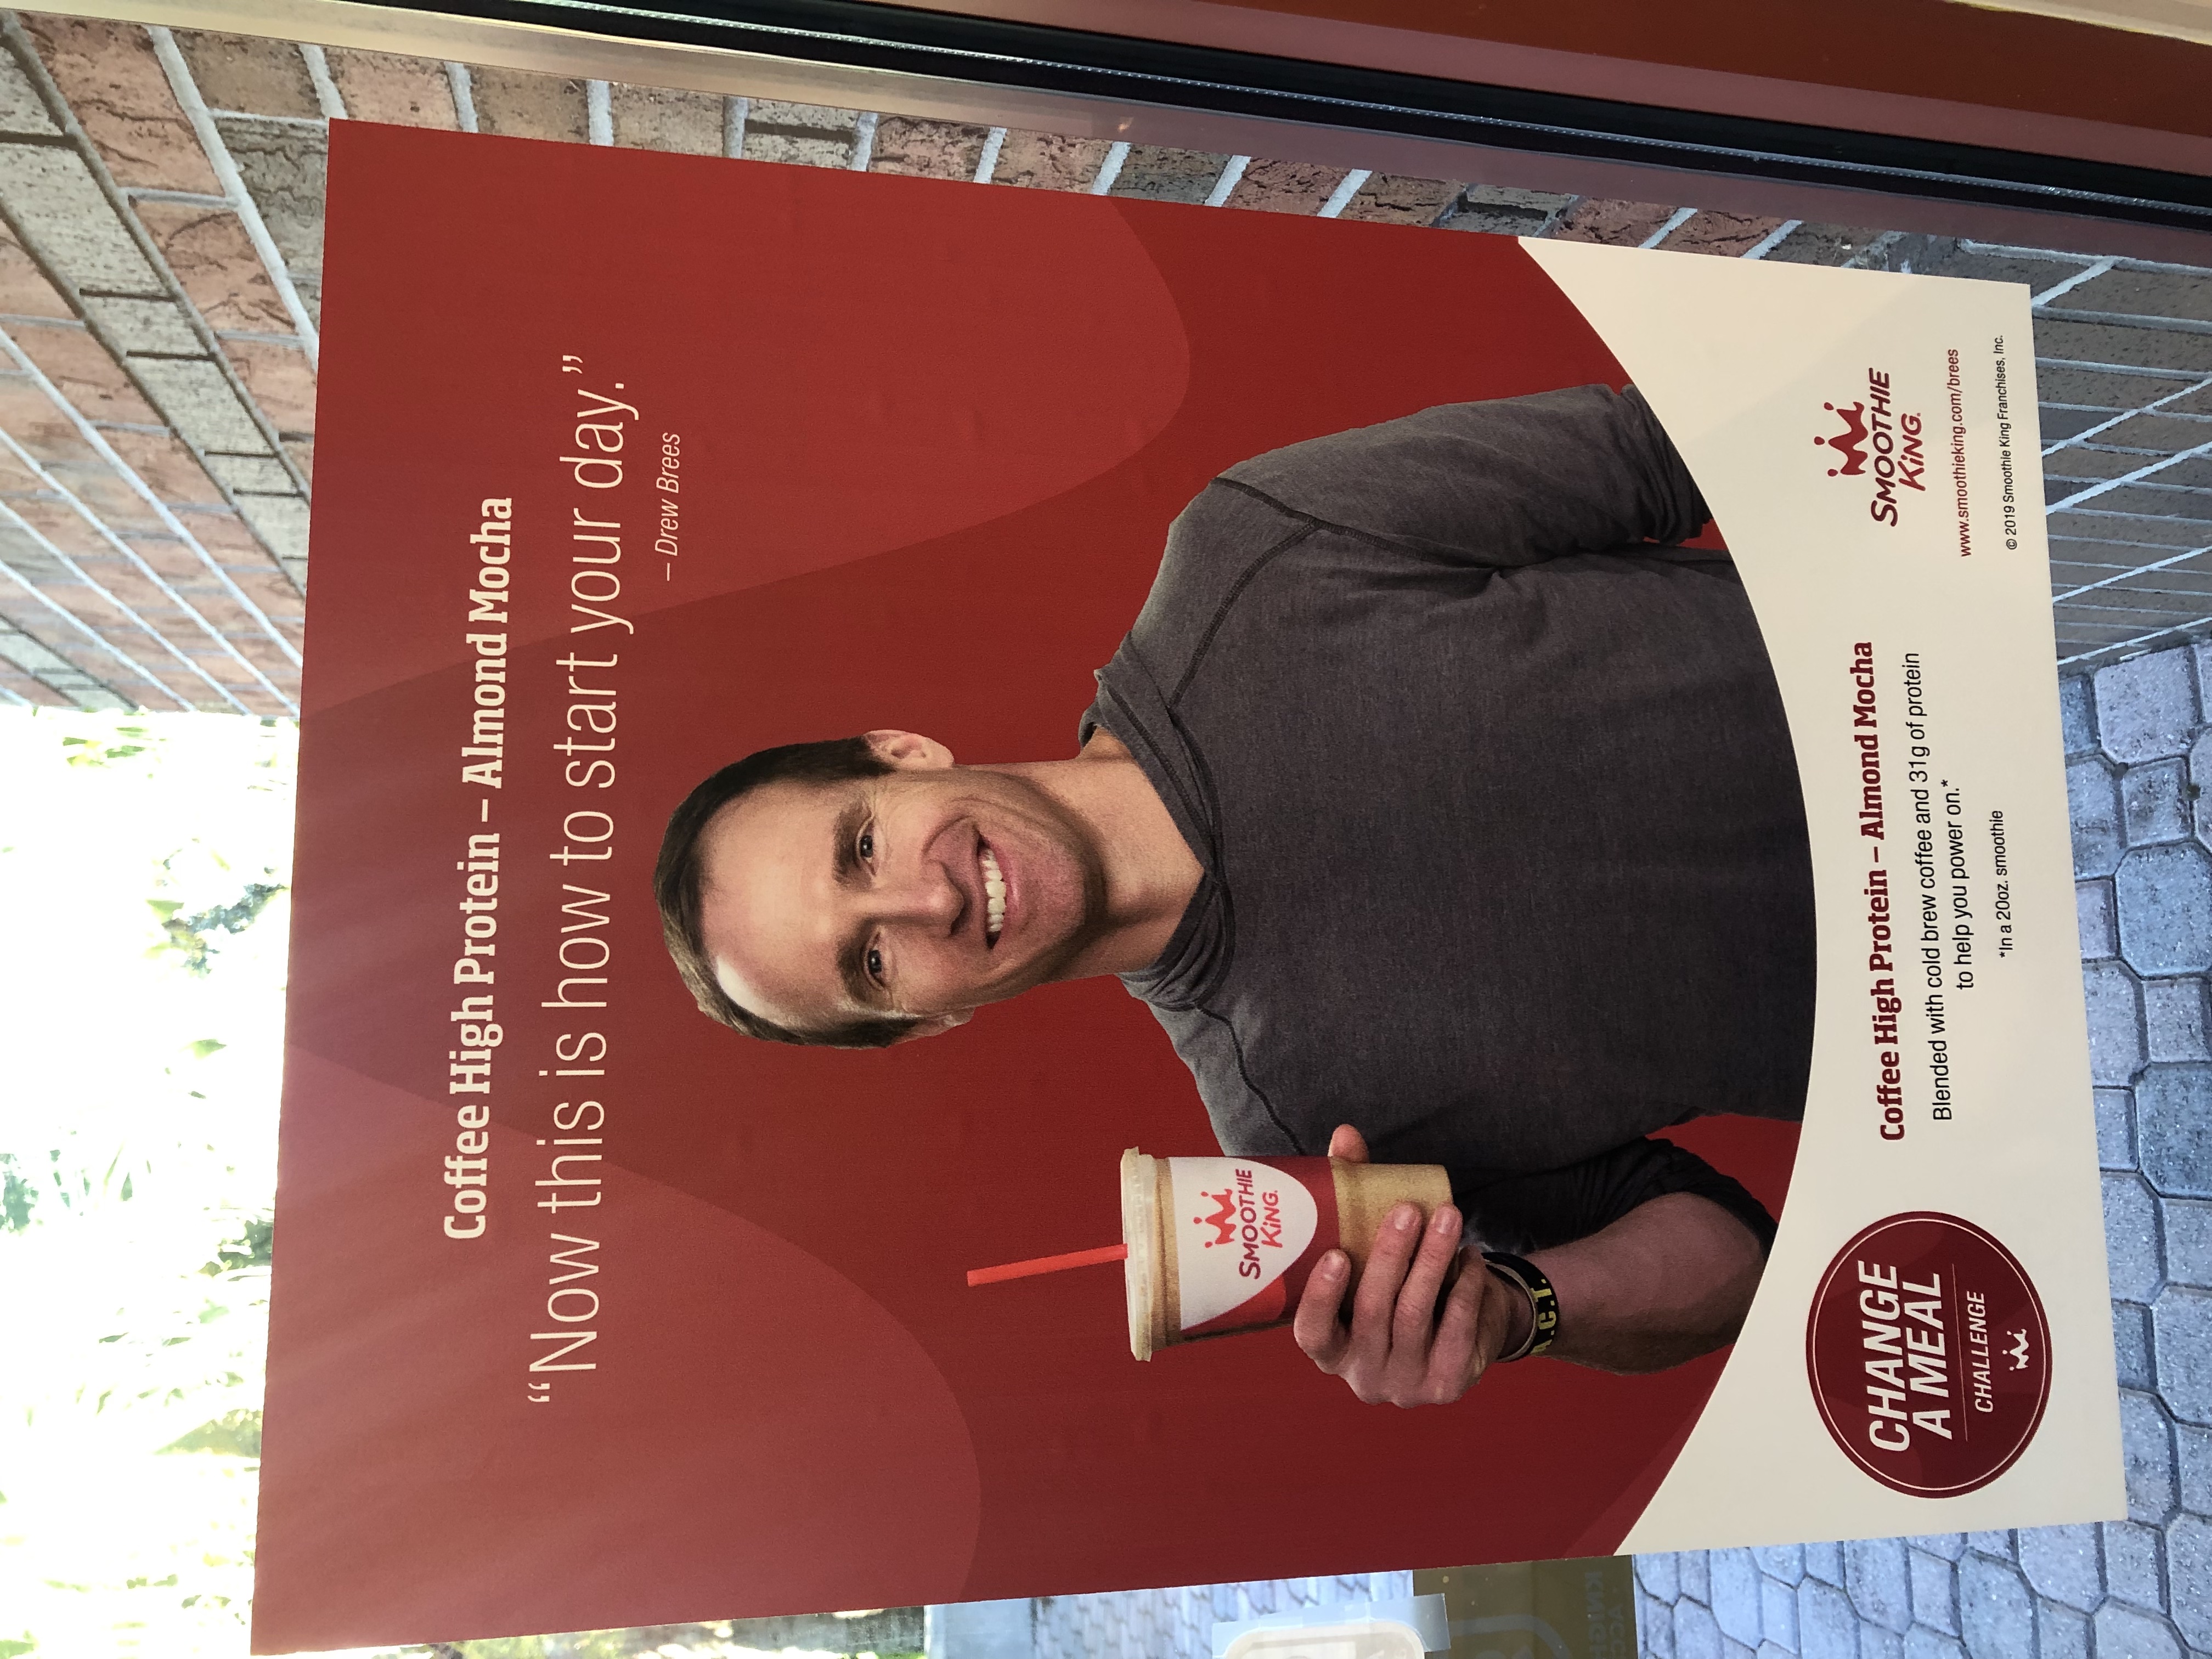 Coffee High Protein – Almond Mocha
“Now this is how to start your day.”
– Drew Brees
SMOOTHIE
KiNG.
A.C.T.
CHANGE
A MEAL
CHALLENGE
Coffee High Protein – Almond Mocha
Blended with cold brew coffee and 31g of protein
to help you power on.*
*In a 20oz. smoothie
SMOOTHIE
KiNG.
www.smoothieking.com/brees
© 2019 Smoothie King Franchises, Inc.